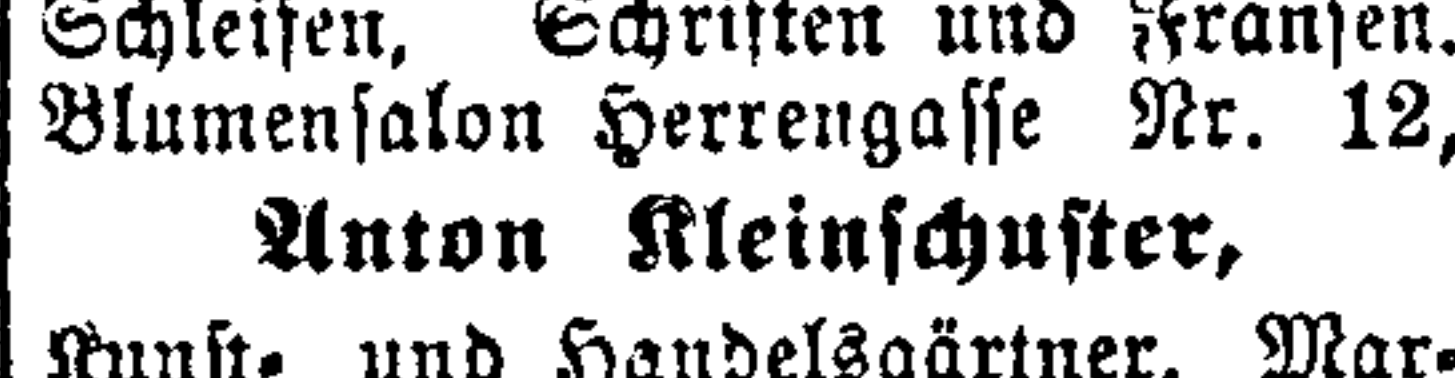 Schleifen, Schriften und Fransen.
Blumensalon Herrengasse Nr. 12,
Anton Kleinschuster,
Kunst- und Handelsgärtner, Mar-